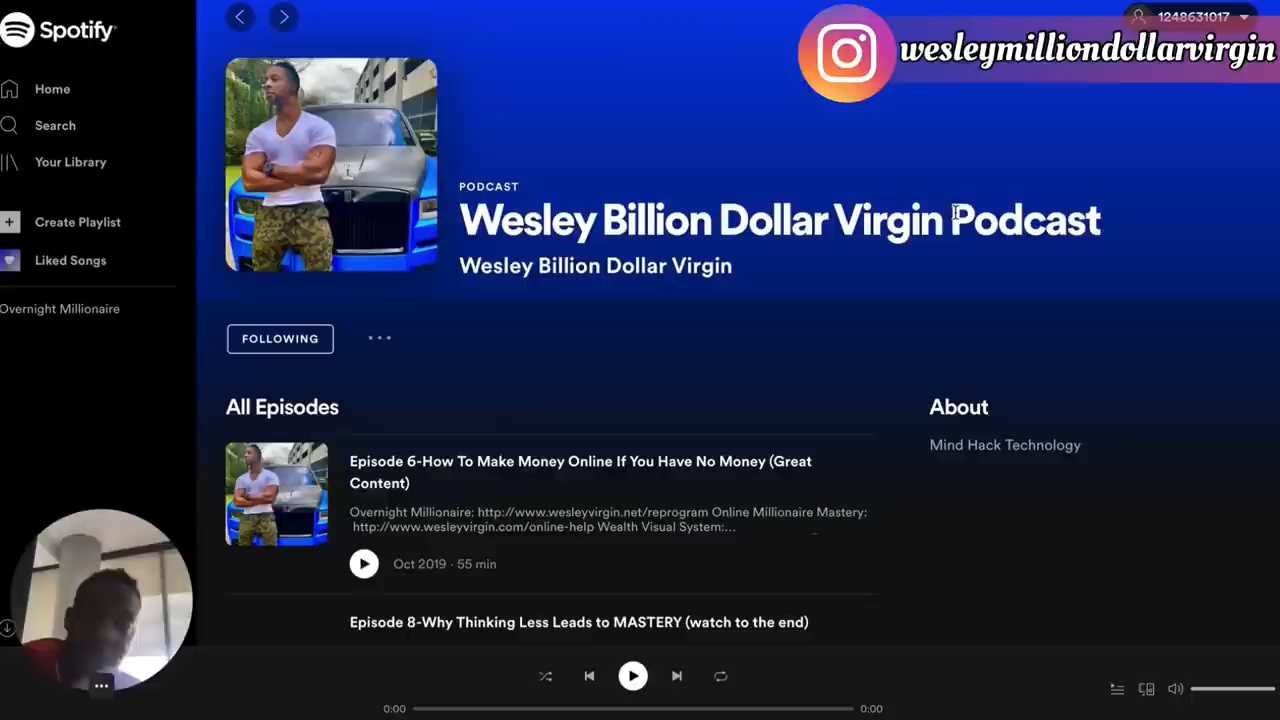 Spotify
1248631017
wesleymilliondollarvirgin
Home
Search
Your Library
Create Playlist
Liked Songs
Overnight Millionaire
PODCAST
Wesley Billion Dollar Virgin Podcast
Wesley Billion Dollar Virgin
FOLLOWING
All Episodes
About
Mind Hack Technology
Episode 6-How To Make Money Online If You Have No Money (Great
Content)
Overnight Millionaire: http://www.wesleyvirgin.net/reprogram Online Millionaire Mastery:
http://www.wesleyvirgin.com/online-help Wealth Visual System:...
Oct 2019 · 55 min
Episode 8-Why Thinking Less Leads to MASTERY (watch to the end)
0:00
0:00